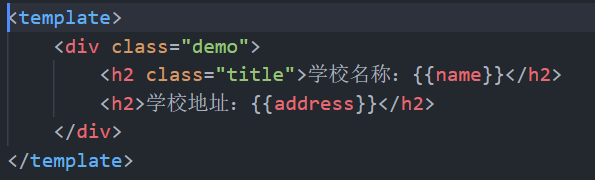 <template>
<div class="demo">
<h2 class="title">学校名称：{{name}}</h2>
<h2>学校地址：{{address}}</h2>
</div>
</template>